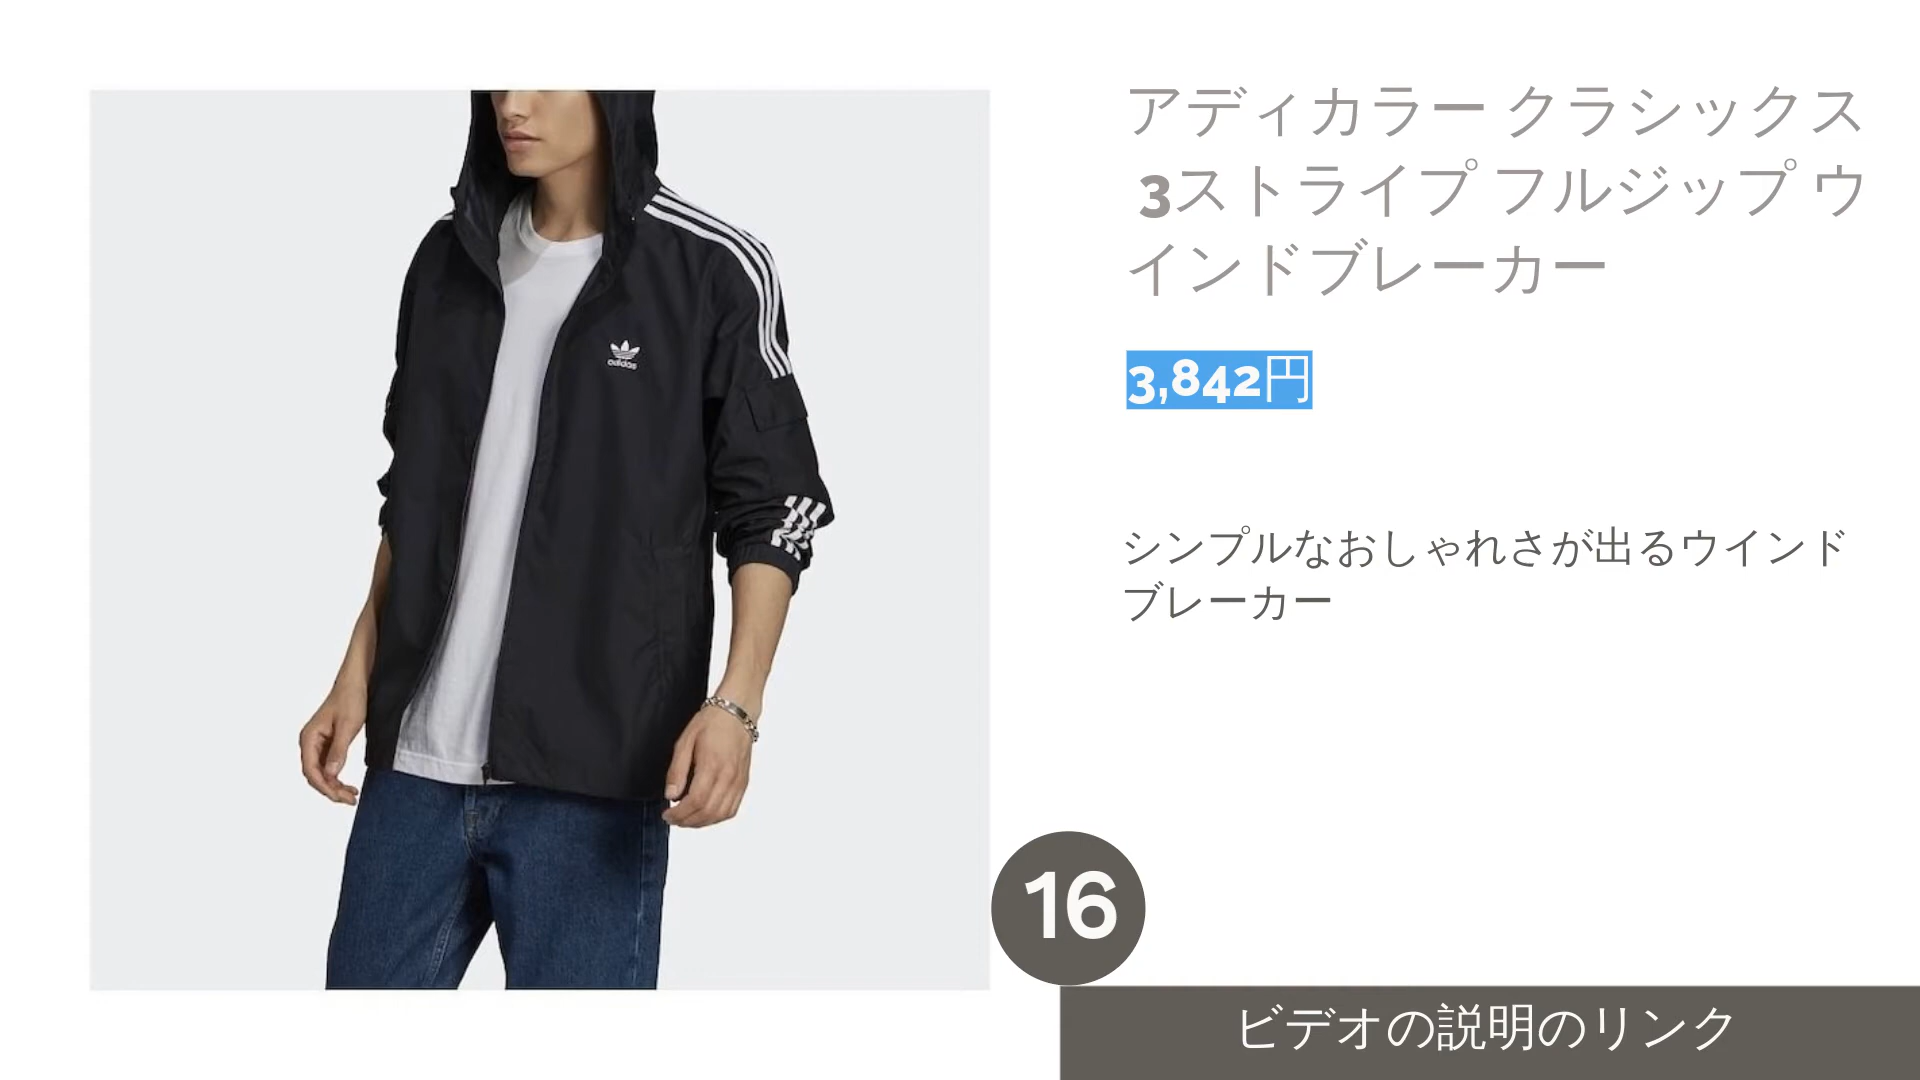 アディカラー クラシックス
3ストライプ フルジップ ウ
インドブレーカー
3,842円
adidas
シンプルなおしゃれさが出るウインド
ブレーカー
16
ビデオの説明のリンク